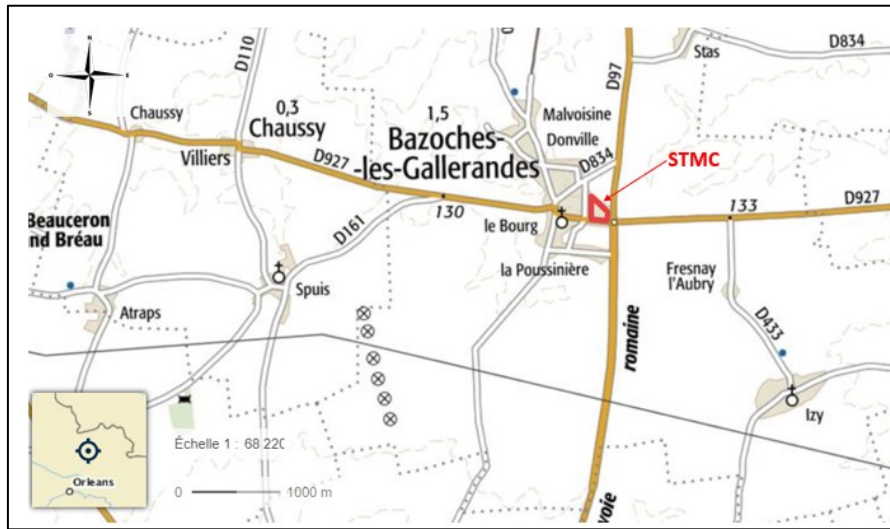 D110
D97
D834
Stas
N
O
E
S
Chaussy
0,3
Chaussy
1,5
Bazoches-
-les-Gallerandes
Malvoisine
Donville
D834
STMC
Villiers
D927
130
133
D927
Beauceron
nd Bréau
D161
le Bourg
la Poussinière
Fresnay
l'Aubry
Spuis
Atraps
romaine
D433
Izy
Échelle 1 : 68 220
Orleans
0
1000 m
voie